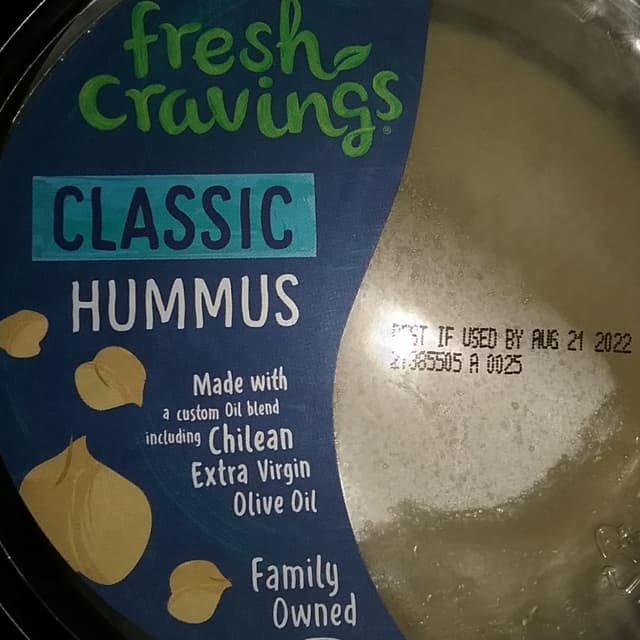 fresh
Cravings
CLASSIC
HUMMUS
Made with
a custom Oil blend
including Chilean
Extra Virgin
Olive Oil
Family
Owned
BEST IF USED BY AUG 21 2022
A 0025